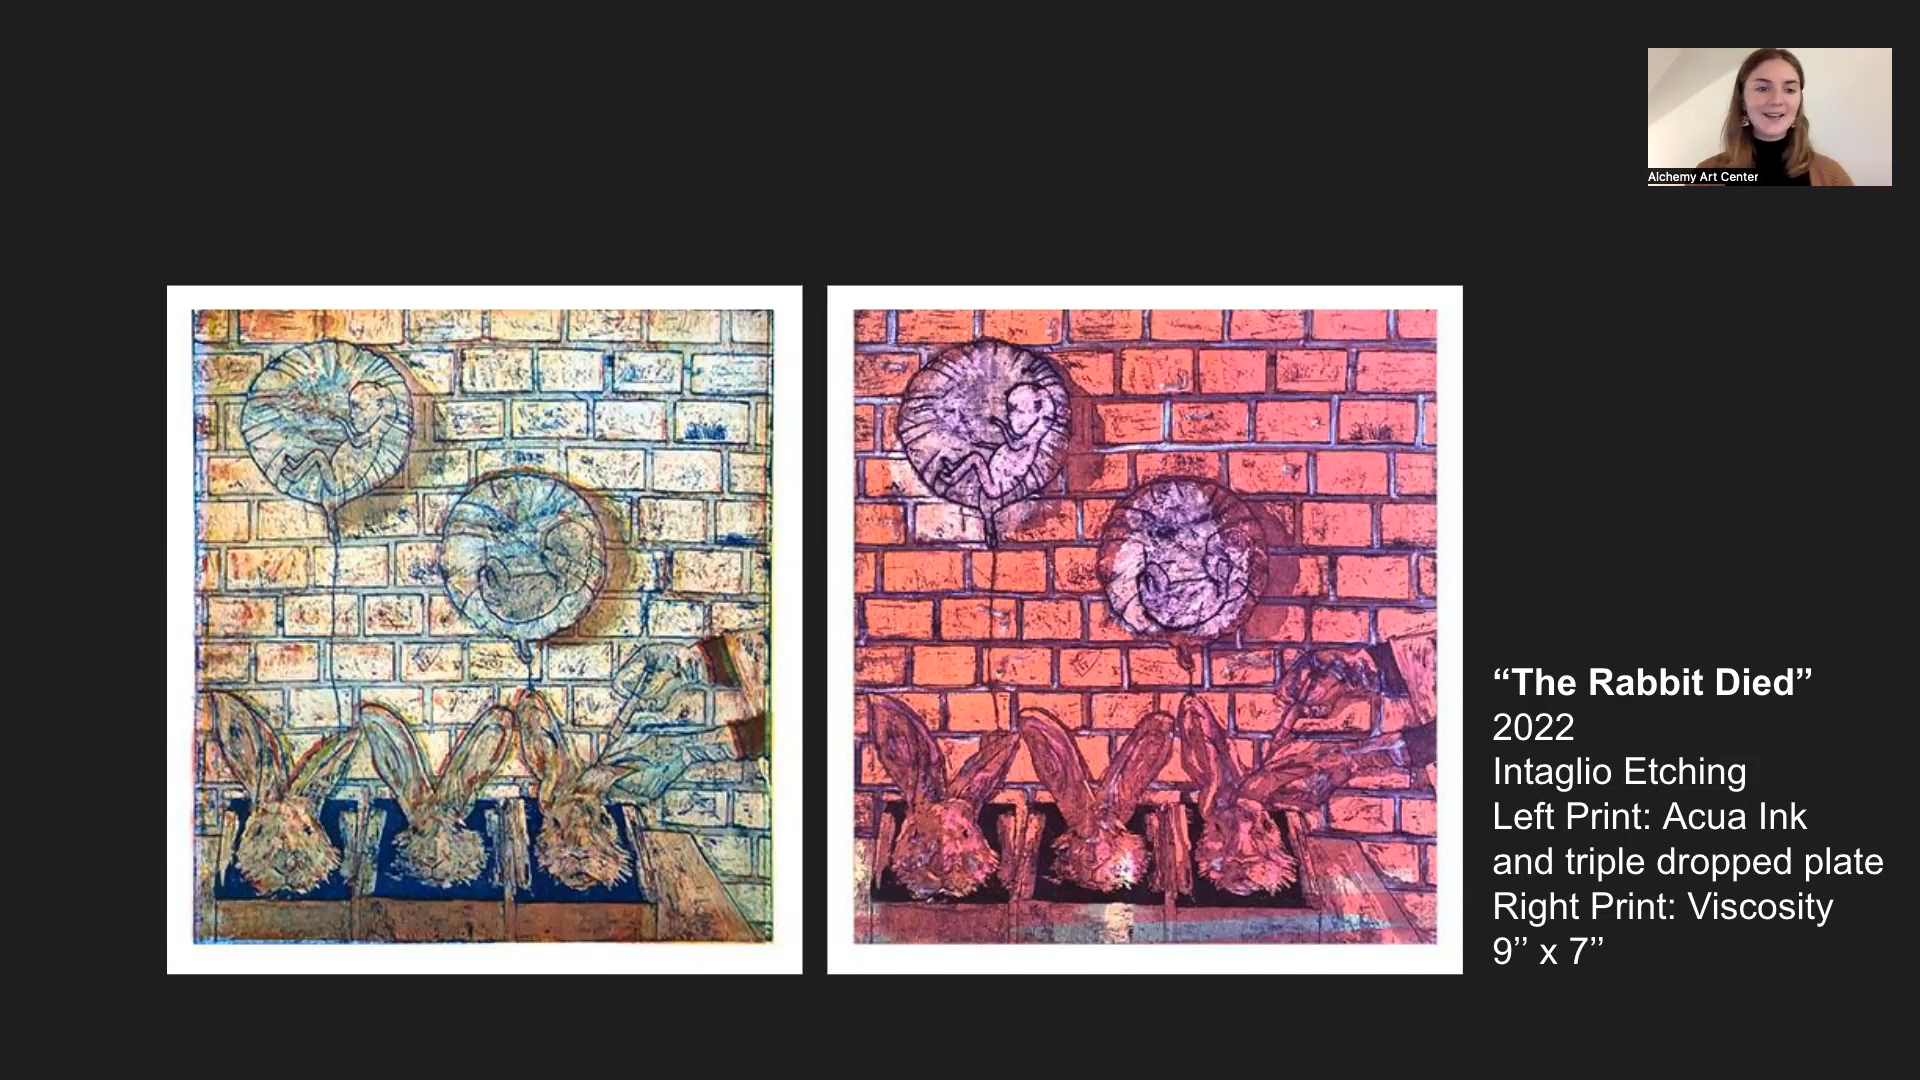 Alchemy Art Center
“The Rabbit Died”
2022
Intaglio Etching
Left Print: Acua Ink
and triple dropped plate
Right Print: Viscosity
9’’ x 7’’